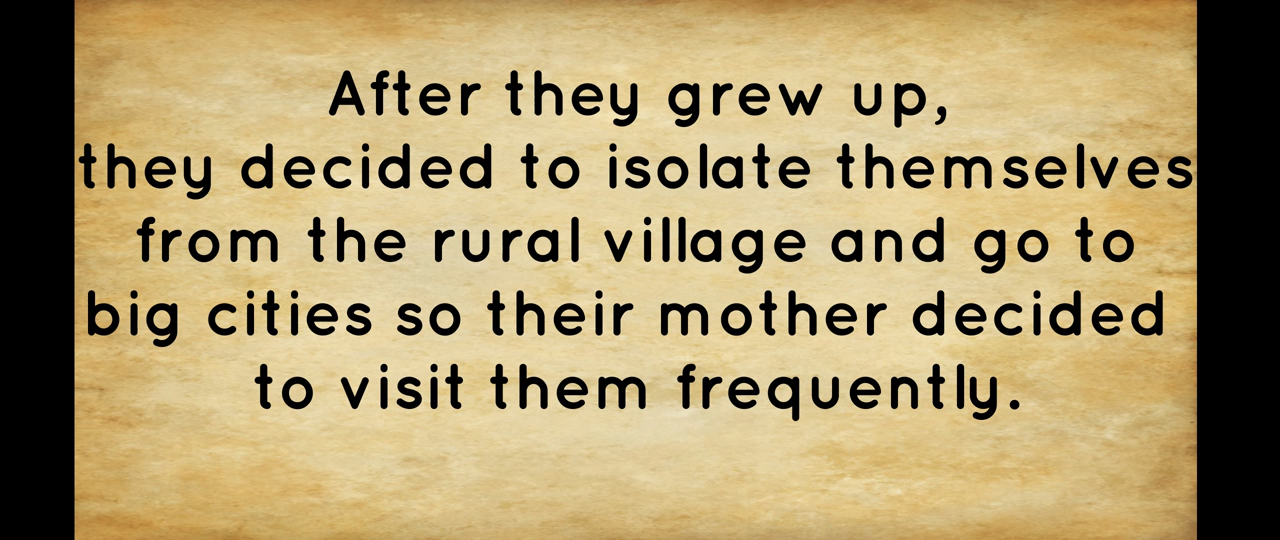 After they grew up,
they decided to isolate themselves
from the rural village and go to
big cities so their mother decided
to visit them frequently.